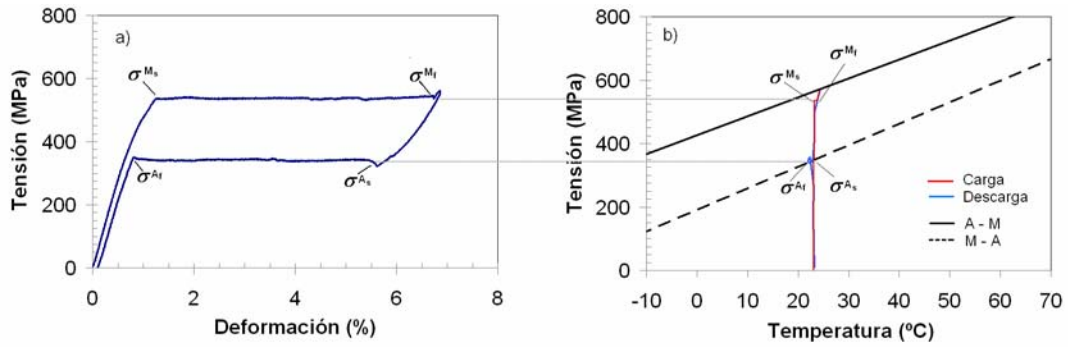 a)
Tensión (MPa)
800
600
400
200
0
σMs
σMf
σAf
σAs
0 2 4 6 8
Deformación (%)
b)
Tensión (MPa)
800
600
400
200
0
σMs
σMf
σAf
σAs
Carga
Descarga
A - M
M - A
-10 0 10 20 30 40 50 60 70
Temperatura (ºC)